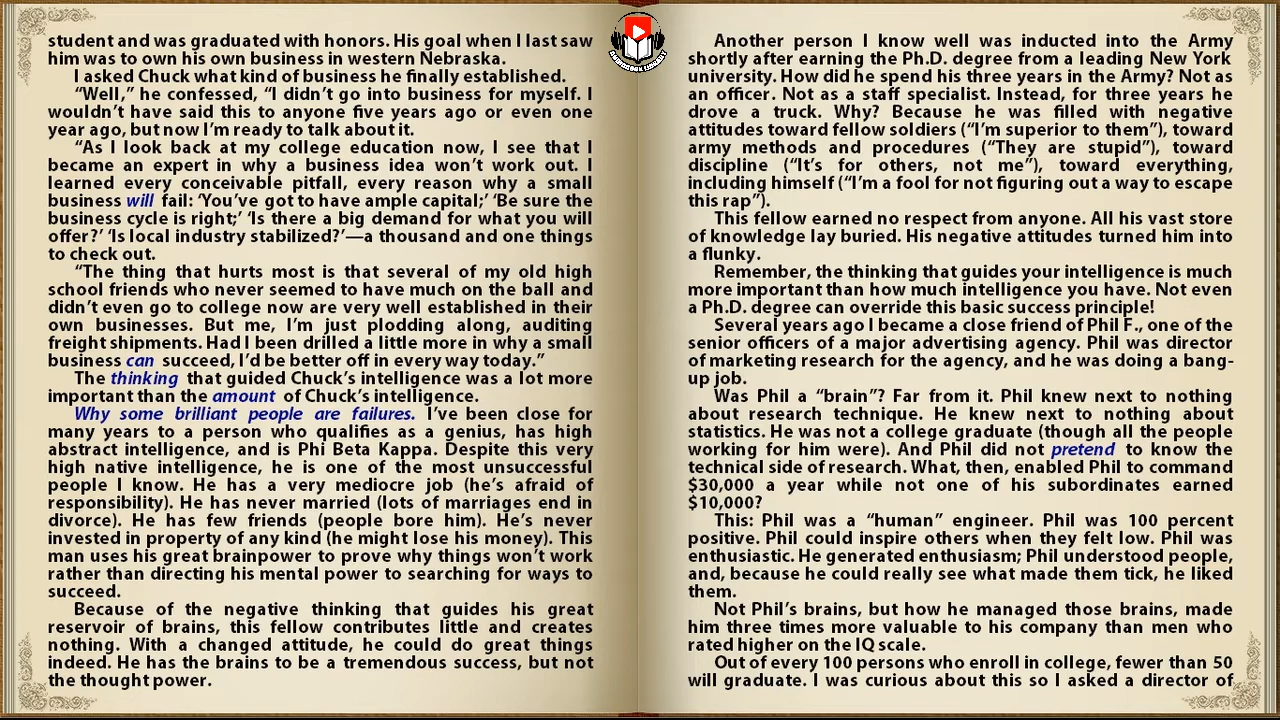 student and was graduated with honors. His goal when I last saw
him was to own his own business in western Nebraska.
I asked Chuck what kind of business he finally established.
“Well,” he confessed, “I didn’t go into business for myself. I
wouldn’t have said this to anyone five years ago or even one
year ago, but now I’m ready to talk about it.
“As I look back at my college education now, I see that I
became an expert in why a business idea won’t work out. I
learned every conceivable pitfall, every reason why a small
business will fail: ‘You’ve got to have ample capital;’ ‘Be sure the
business cycle is right;’ ‘Is there a big demand for what you will
offer?’ ‘Is local industry stabilized?’—a thousand and one things
to check out.
“The thing that hurts most is that several of my old high
school friends who never seemed to have much on the ball and
didn’t even go to college now are very well established in their
own businesses. But me, I’m just plodding along, auditing
freight shipments. Had I been drilled a little more in why a small
business can succeed, I’d be better off in every way today.”
The thinking that guided Chuck’s intelligence was a lot more
important than the amount of Chuck’s intelligence.
Why some brilliant people are failures. I’ve been close for
many years to a person who qualifies as a genius, has high
abstract intelligence, and is Phi Beta Kappa. Despite this very
high native intelligence, he is one of the most unsuccessful
people I know. He has a very mediocre job (he’s afraid of
responsibility). He has never married (lots of marriages end in
divorce). He has few friends (people bore him). He’s never
invested in property of any kind (he might lose his money). This
man uses his great brainpower to prove why things won’t work
rather than directing his mental power to searching for ways to
succeed.
Because of the negative thinking that guides his great
reservoir of brains, this fellow contributes little and creates
nothing. With a changed attitude, he could do great things
indeed. He has the brains to be a tremendous success, but not
the thought power.
Another person I know well was inducted into the Army
shortly after earning the Ph.D. degree from a leading New York
university. How did he spend his three years in the Army? Not as
an officer. Not as a staff specialist. Instead, for three years he
drove a truck. Why? Because he was filled with negative
attitudes toward fellow soldiers (“I’m superior to them”), toward
army methods and procedures (“They are stupid”), toward
discipline (“It’s for others, not me”), toward everything,
including himself (“I’m a fool for not figuring out a way to escape
this rap”).
This fellow earned no respect from anyone. All his vast store
of knowledge lay buried. His negative attitudes turned him into
a flunky.
Remember, the thinking that guides your intelligence is much
more important than how much intelligence you have. Not even
a Ph.D. degree can override this basic success principle!
Several years ago I became a close friend of Phil F., one of the
senior officers of a major advertising agency. Phil was director
of marketing research for the agency, and he was doing a bang-
up job.
Was Phil a “brain”? Far from it. Phil knew next to nothing
about research technique. He knew next to nothing about
statistics. He was not a college graduate (though all the people
working for him were). And Phil did not pretend to know the
technical side of research. What, then, enabled Phil to command
$30,000 a year while not one of his subordinates earned
$10,000?
This: Phil was a “human” engineer. Phil was 100 percent
positive. Phil could inspire others when they felt low. Phil was
enthusiastic. He generated enthusiasm; Phil understood people,
and, because he could really see what made them tick, he liked
them.
Not Phil’s brains, but how he managed those brains, made
him three times more valuable to his company than men who
rated higher on the IQ scale.
Out of every 100 persons who enroll in college, fewer than 50
will graduate. I was curious about this so I asked a director of